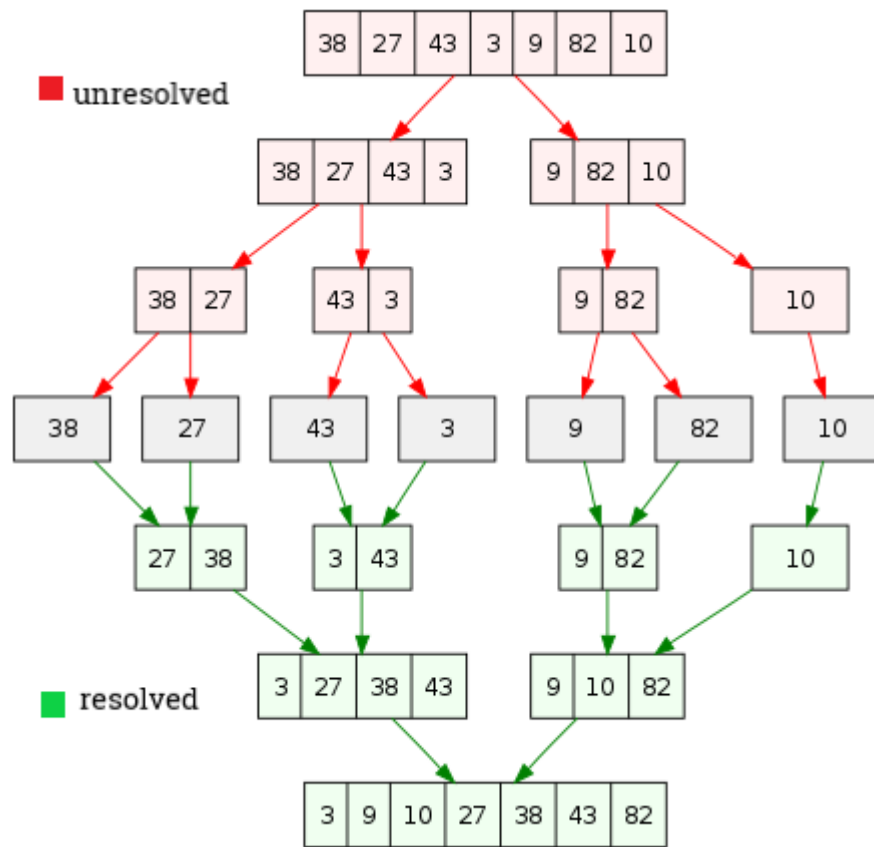 38 27 43 3 9 82 10
unresolved
38 27 43 3 9 82 10
38 27 43 3 9 82 10
38 27 43 3 9 82 10
27 38 3 43 9 82 10
3 27 38 43 9 10 82
resolved
3 9 10 27 38 43 82